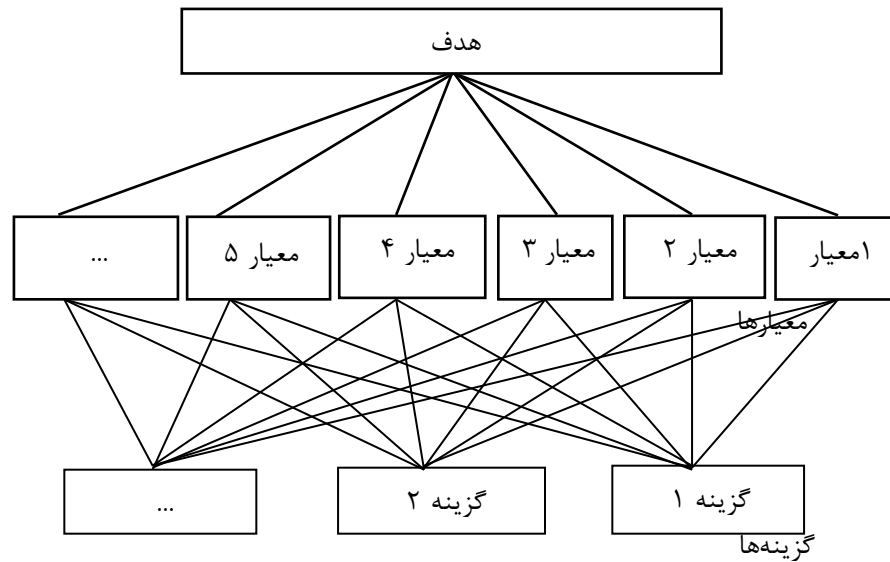 هدف
۱معیار
معیار ۲
معیار ۳
معیار ۴
معیار ۵
...
معیارها
گزینه ۱
گزینه ۲
...
گزینه‌ها